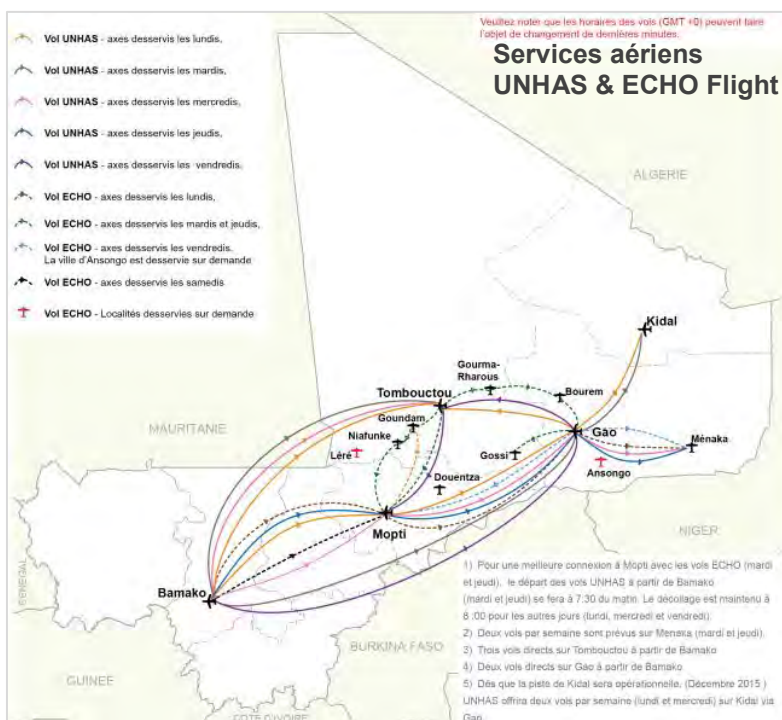 Veuillez noter que les horaires des vols (GMT +0) peuvent faire
l'objet de changement de dernières minutes.
Services aériens
UNHAS & ECHO Flight
Vol UNHAS - axes desservis les lundis,
Vol UNHAS - axes desservis les mardis,
Vol UNHAS - axes desservis les mercredis,
Vol UNHAS - axes desservis les jeudis,
Vol UNHAS - axes desservis les vendredis,
Vol ECHO - axes desservis les lundis,
Vol ECHO - axes desservis les mardis et jeudis,
Vol ECHO - axes desservis les vendredis.
La ville d'Ansongo est desservie sur demande
Vol ECHO - axes desservis les samedis
Vol ECHO - Localités desservies sur demande
ALGERIE
Kidal
Gourma-
Rharous
Bourem
Tombouctou
Goundam
MAURITANIE
Niafunke
Gao
Léré
Gossi
Ménaka
Ansongo
Douentza
Mopti
NIGER
SENEGAL
Bamako
BURKINA FASO
GUINEE
COTE D'IVOIRE
1) Pour une meilleure connexion à Mopti avec les vols ECHO (mardi
et jeudi), le départ des vols UNHAS à partir de Bamako
(mardi et jeudi) se fera à 7:30 du matin. Le décollage est maintenu à
8 :00 pour les autres jours (lundi, mercredi et vendredi).
2) Deux vols par semaine sont prévus sur Menaka (mardi et jeudi).
3) Trois vols directs sur Tombouctou à partir de Bamako
4) Deux vols directs sur Gao à partir de Bamako
5) Dès que la piste de Kidal sera opérationnelle, (Décembre 2015 )
UNHAS offrira deux vols par semaine (lundi et mercredi) sur Kidal via
Gao